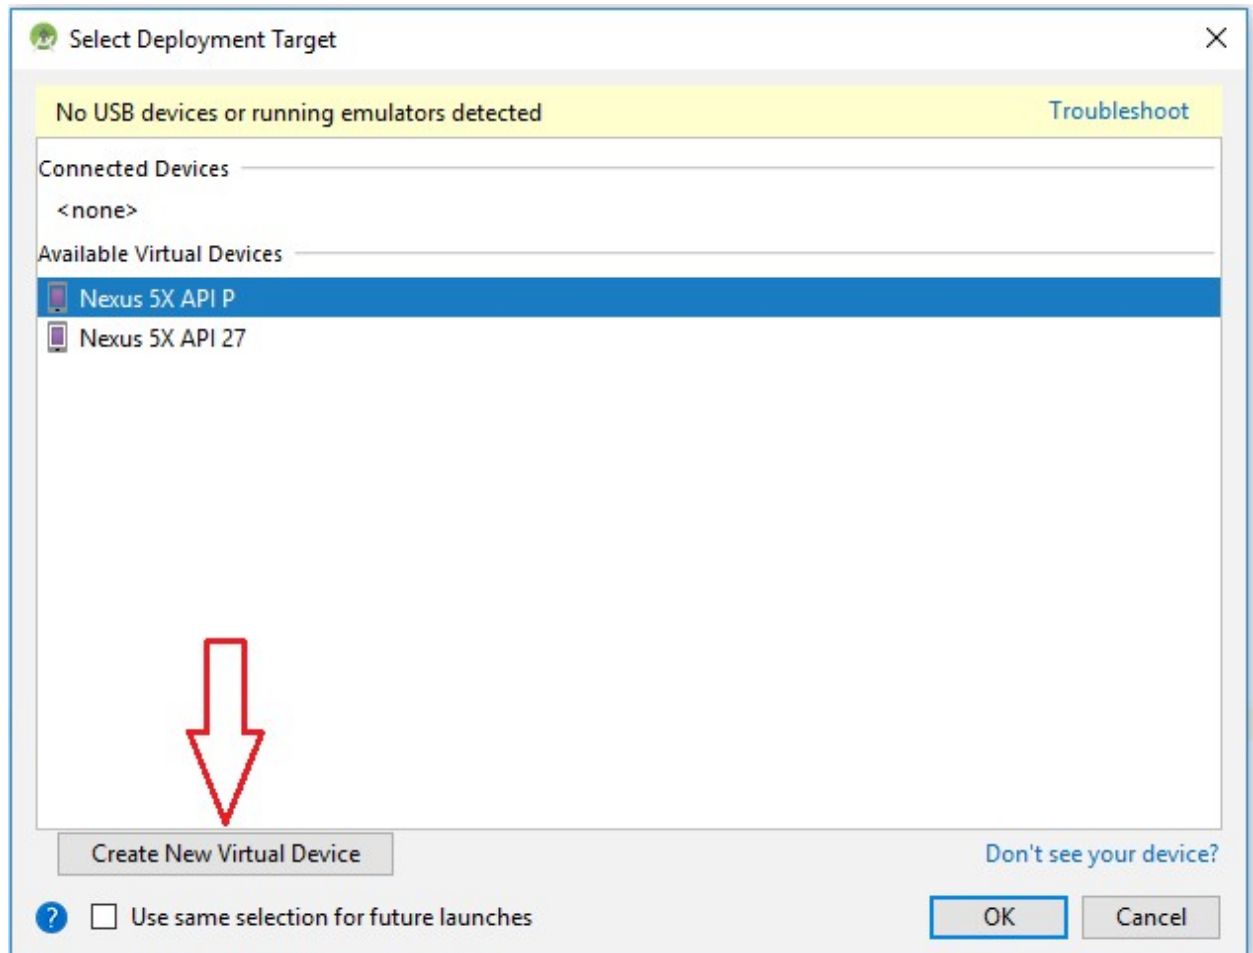 Select Deployment Target
No USB devices or running emulators detected Troubleshoot
Connected Devices
<none>
Available Virtual Devices
Nexus 5X API P
Nexus 5X API 27
Create New Virtual Device Don't see your device?
? Use same selection for future launches OK Cancel